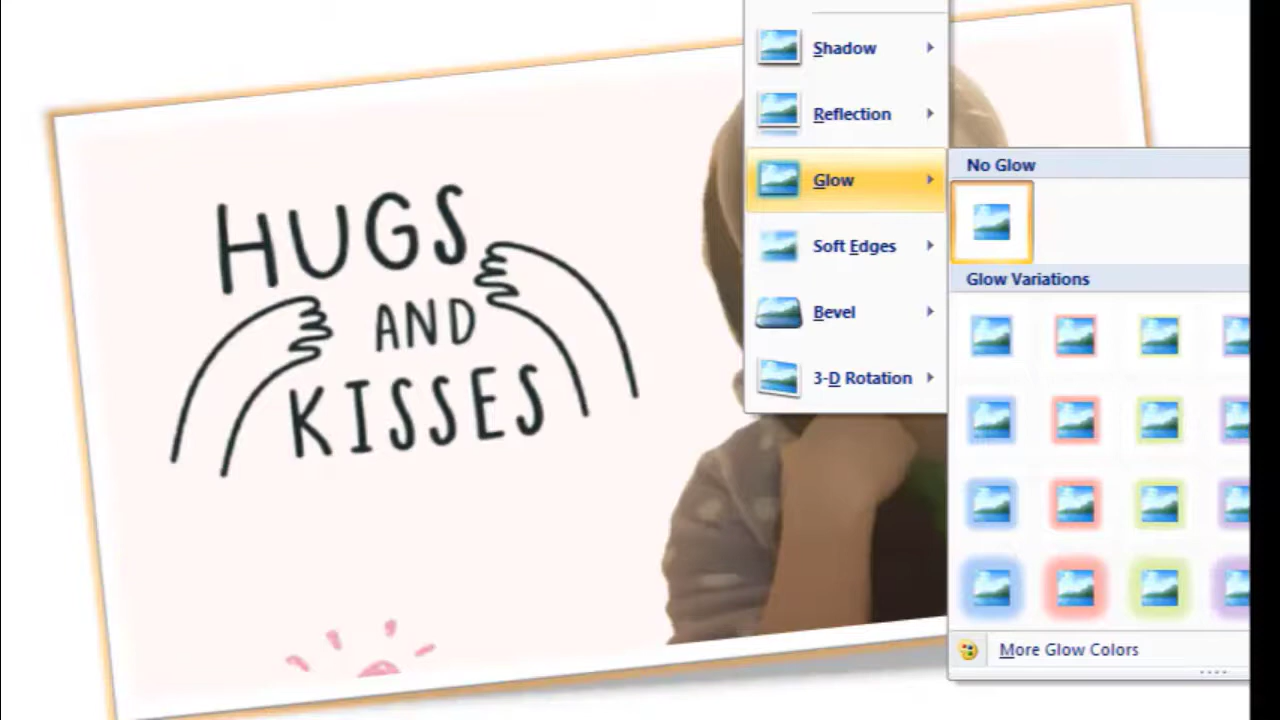 HUGS
AND
KISSES
Shadow
Reflection
Glow
Soft Edges
Bevel
3-D Rotation
No Glow
Glow Variations
More Glow Colors